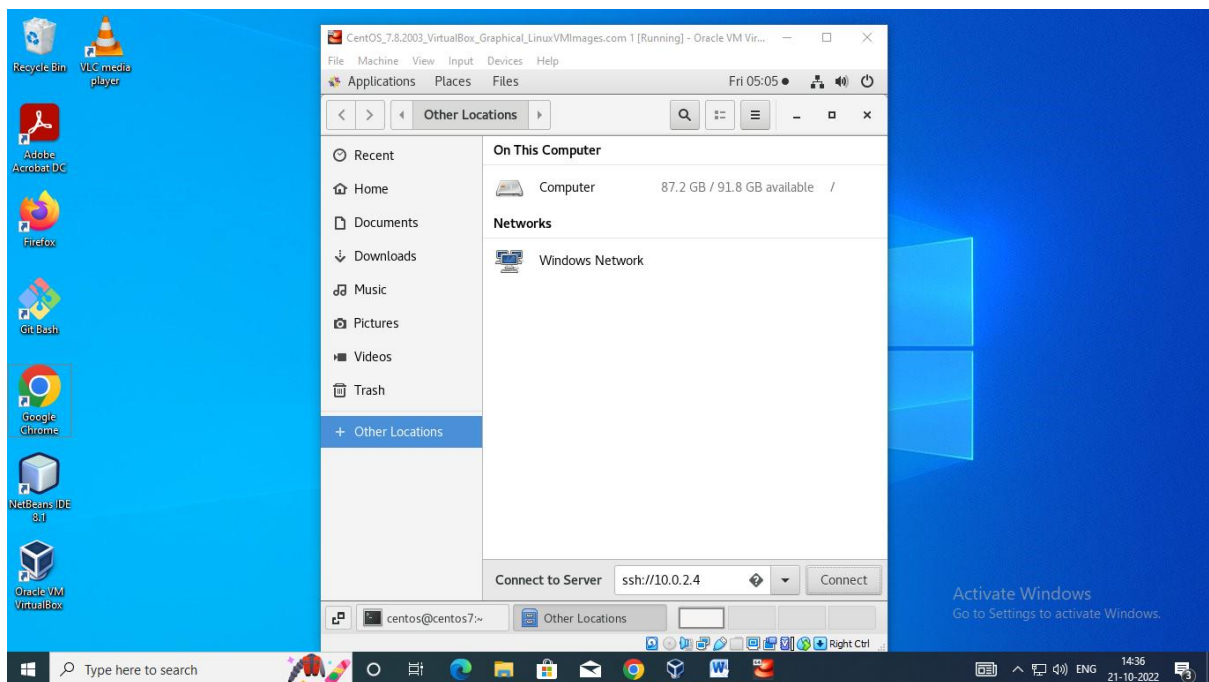 Recycle Bin
VLC media
player
Adobe
Acrobat DC
Firefox
Git Bash
Google
Chrome
NetBeans IDE
8.1
Oracle VM
VirtualBox
CentOS_7.8.2003_VirtualBox_Graphical_LinuxVMImages.com 1 [Running] - Oracle VM Vir...
File Machine View Input Devices Help
Applications Places Files Fri 05:05
Other Locations
Recent
Home
Documents
Downloads
Music
Pictures
Videos
Trash
+ Other Locations
On This Computer
Computer 87.2 GB / 91.8 GB available /
Networks
Windows Network
Connect to Server ssh://10.0.2.4 Connect
centos@centos7:~ Other Locations
Right Ctrl
Activate Windows
Go to Settings to activate Windows.
Type here to search
ENG
14:36
21-10-2022
3